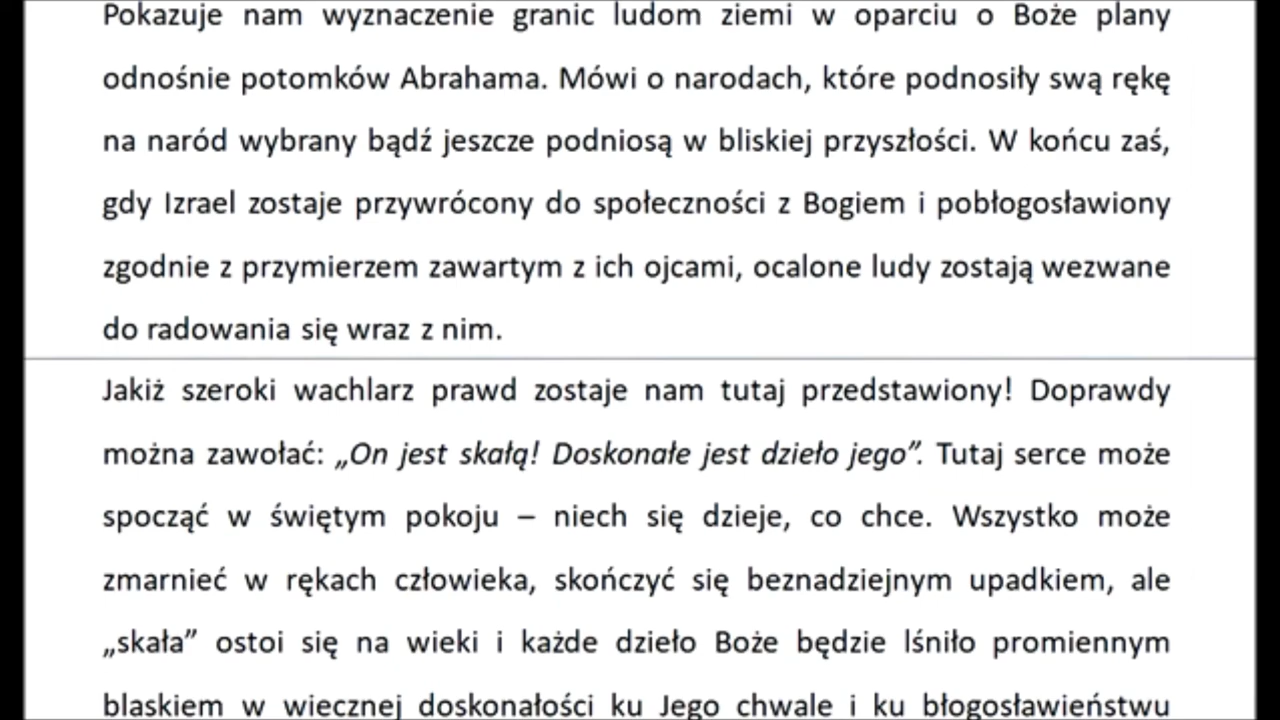 Pokazuje nam wyznaczenie granic ludom ziemi w oparciu o Boże plany
odnośnie potomków Abrahama. Mówi o narodach, które podnosiły swą rękę
na naród wybrany bądź jeszcze podniosą w bliskiej przyszłości. W końcu zaś,
gdy Izrael zostaje przywrócony do społeczności z Bogiem i pobłogosławiony
zgodnie z przymierzem zawartym z ich ojcami, ocalone ludy zostają wezwane
do radowania się wraz z nim.
Jakiż szeroki wachlarz prawd zostaje nam tutaj przedstawiony! Doprawdy
można zawołać: „On jest skałą! Doskonałe jest dzieło jego”. Tutaj serce może
spocząć w świętym pokoju – niech się dzieje, co chce. Wszystko może
zmarnieć w rękach człowieka, skończyć się beznadziejnym upadkiem, ale
„skała” ostoi się na wieki i każde dzieło Boże będzie lśniło promiennym
blaskiem w wiecznej doskonałości ku Jego chwale i ku błogosławieństwu